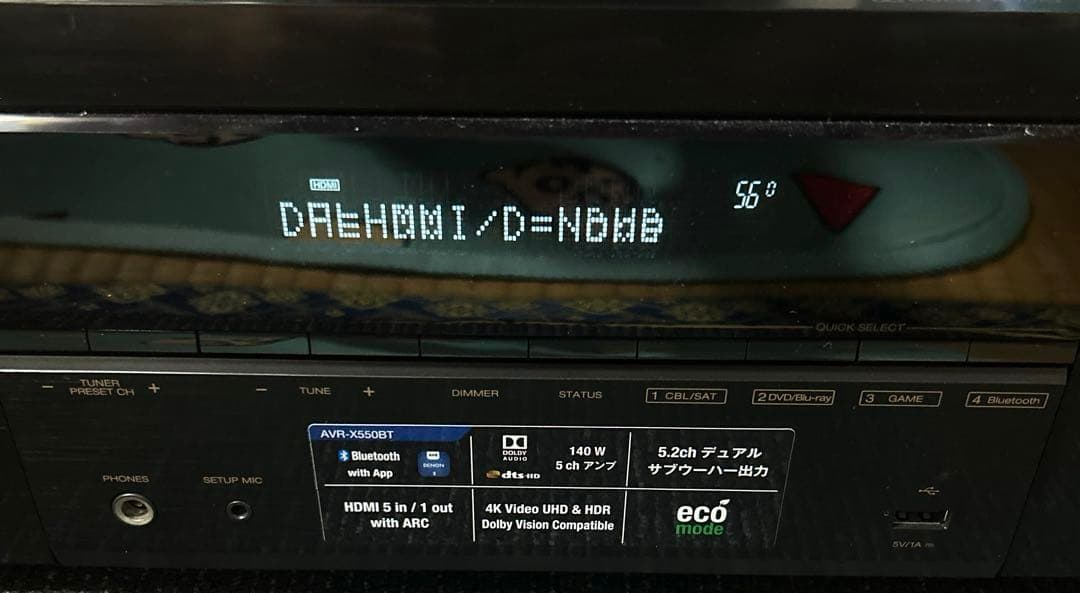 HDMI
56°
QUICK SELECT
− TUNER PRESET CH +
− TUNE +
DIMMER
STATUS
1 CBL/SAT
2 DVD/Blu-ray
3 GAME
4 Bluetooth
AVR-X550BT
Bluetooth
with App
DENON
DOLBY
AUDIO
dts-HD
140 W
5 ch アンプ
5.2ch デュアル
サブウーハー出力
HDMI 5 in / 1 out
with ARC
4K Video UHD & HDR
Dolby Vision Compatible
eco
mode
PHONES
SETUP MIC
5V/1A